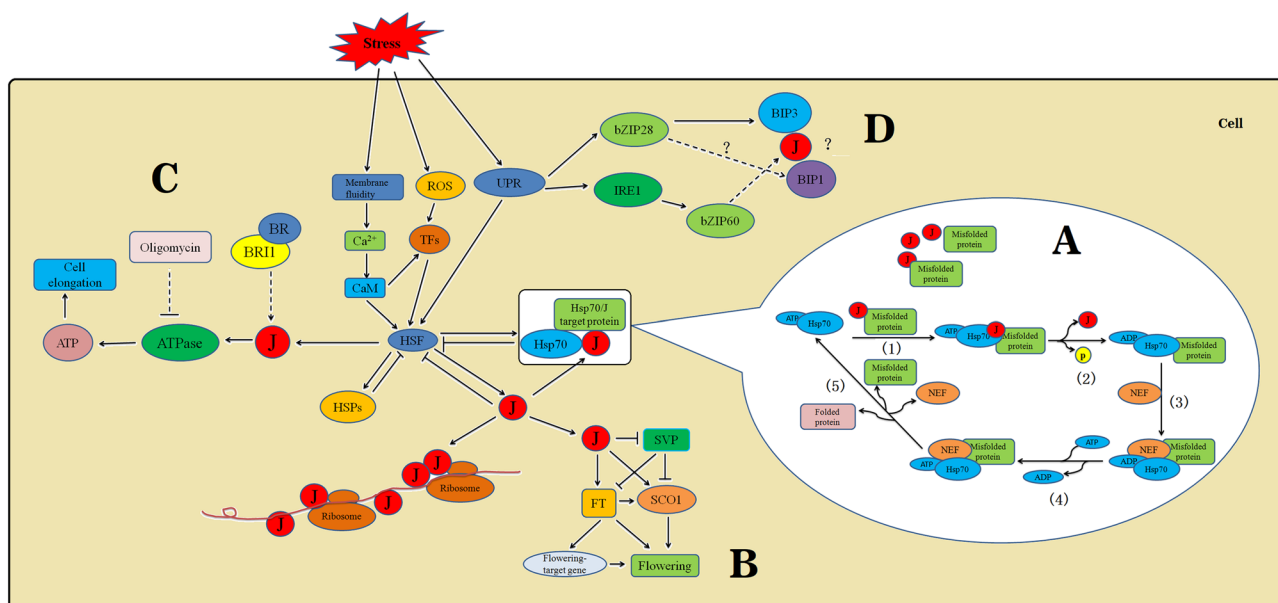 Stress
Cell
C
D
A
B
Membrane
fluidity
ROS
UPR
Ca²⁺
TFs
CaM
HSF
HSPs
bZIP28
?
BIP3
J
?
BIP1
IRE1
bZIP60
BR
BRI1
Oligomycin
Cell
elongation
ATP
ATPase
J
Hsp70/J
target protein
Hsp70
J
J
J
J
J
J
J
Ribosome
Ribosome
J
SVP
FT
SCO1
Flowering-
target gene
Flowering
J
J
Misfolded
protein
J
Misfolded
protein
ATP
Hsp70
J
Misfolded
protein
(1)
ATP
Hsp70
J
Misfolded
protein
J
p
(2)
ADP
Hsp70
Misfolded
protein
NEF
(3)
NEF
Misfolded
protein
ADP
Hsp70
ATP
ADP
(4)
NEF
Misfolded
protein
ATP
Hsp70
(5)
Misfolded
protein
NEF
Folded
protein